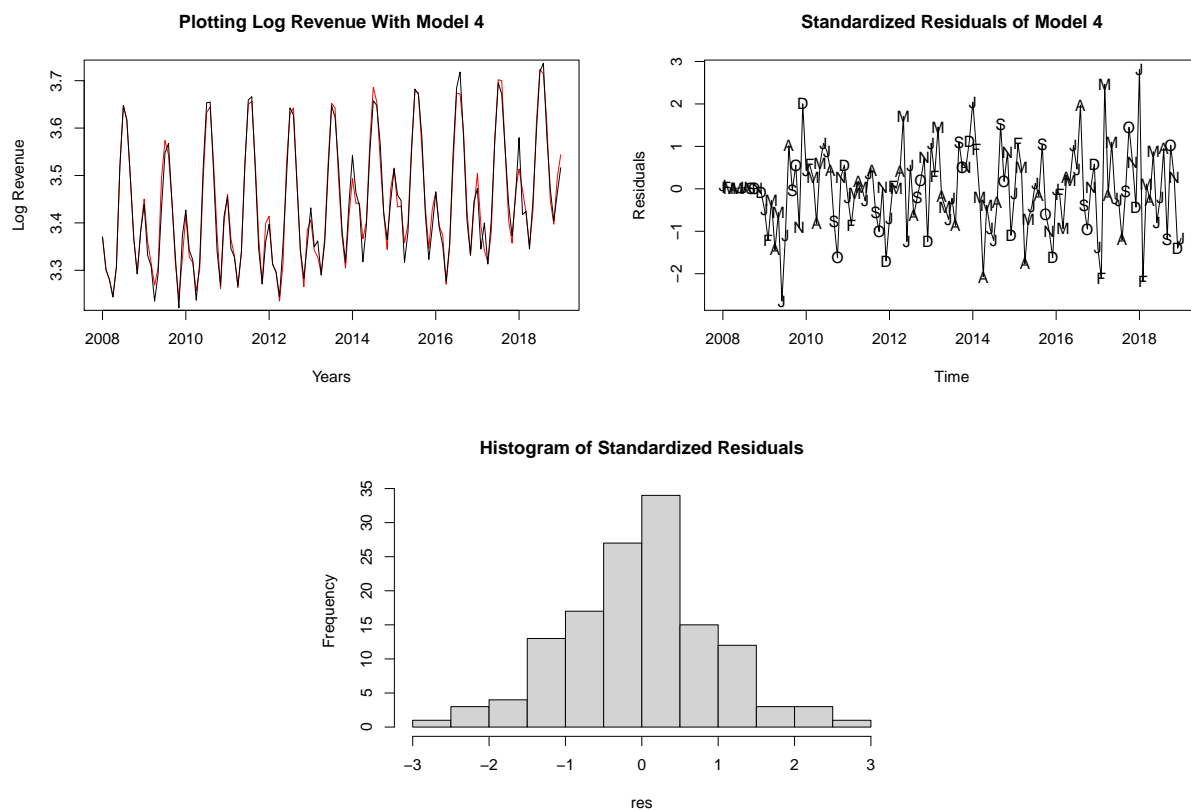 Plotting Log Revenue With Model 4
Log Revenue
3.7
3.6
3.5
3.4
3.3
2008 2010 2012 2014 2016 2018
Years
Standardized Residuals of Model 4
Residuals
3
2
1
0
−1
−2
2008 2010 2012 2014 2016 2018
Time
Histogram of Standardized Residuals
Frequency
35
30
25
20
15
10
5
0
−3 −2 −1 0 1 2 3
res